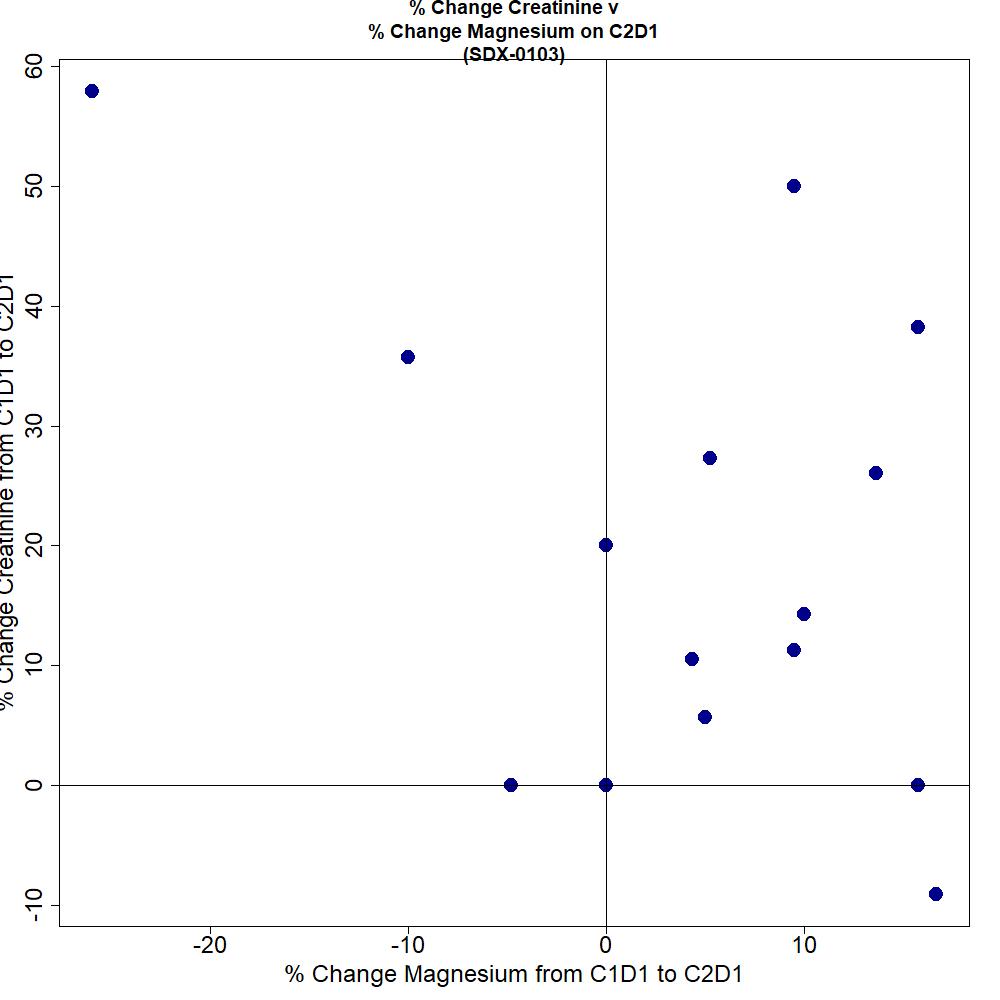 % Change Creatinine v
% Change Magnesium on C2D1
(SDX-0103)
% Change Creatinine from C1D1 to C2D1
60
50
40
30
20
10
0
-10
-20
-10
0
10
% Change Magnesium from C1D1 to C2D1